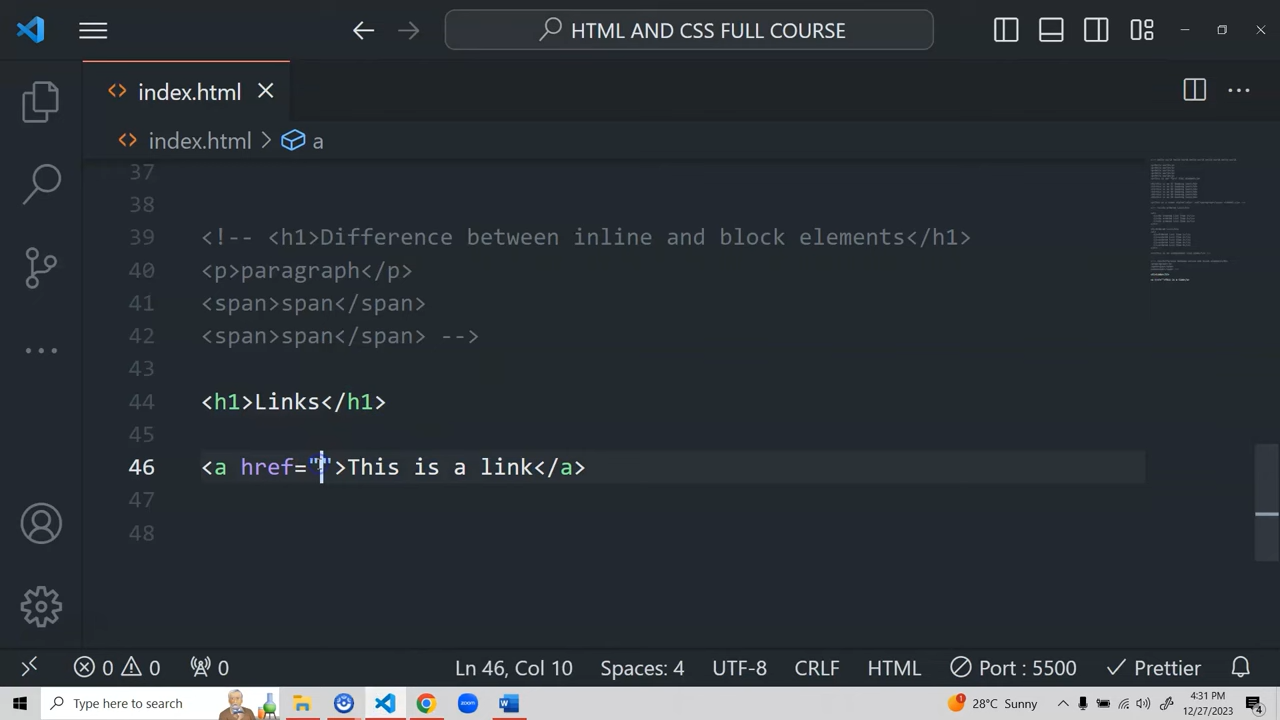 HTML AND CSS FULL COURSE
index.html
index.html > a
37
38
39 <!-- <h1>Difference between inline and block elements</h1>
40 <p>paragraph</p>
41 <span>span</span>
42 <span>span</span> -->
43
44 <h1>Links</h1>
45
46 <a href="">This is a link</a>
47
48
0 0 0 Ln 46, Col 10 Spaces: 4 UTF-8 CRLF HTML Port : 5500 Prettier
Type here to search zoom W 28°C Sunny 4:31 PM
12/27/2023 4